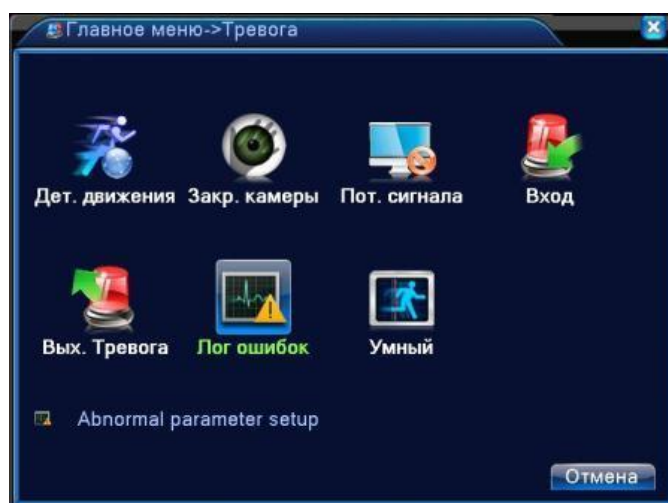 Главное меню->Тревога
Дет. движения Закр. камеры Пот. сигнала Вход
Вых. Тревога Лог ошибок Умный
Abnormal parameter setup
Отмена